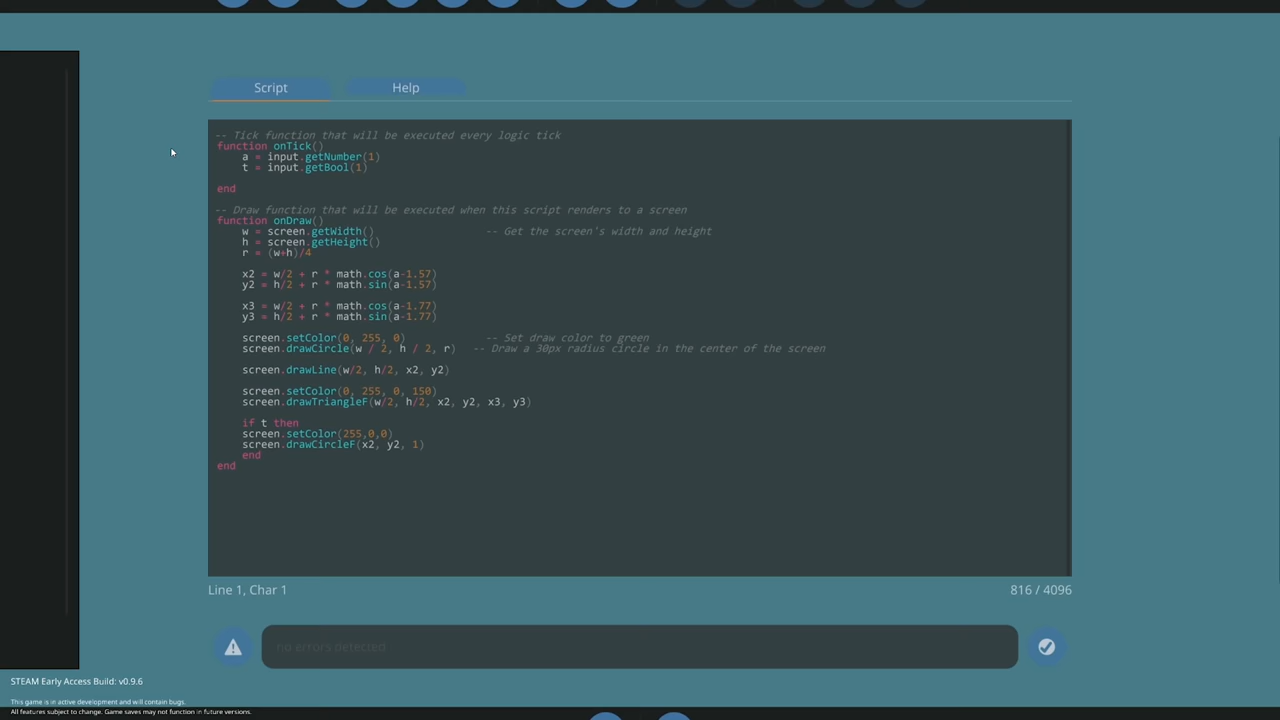 Script
Help
-- Tick function that will be executed every logic tick
function onTick()
    a = input.getNumber(1)
    t = input.getBool(1)
end
-- Draw function that will be executed when this script renders to a screen
function onDraw()
    w = screen.getWidth()                  -- Get the screen's width and height
    h = screen.getHeight()
    r = (w+h)/4
    x2 = w/2 + r * math.cos(a-1.57)
    y2 = h/2 + r * math.sin(a-1.57)
    x3 = w/2 + r * math.cos(a-1.77)
    y3 = h/2 + r * math.sin(a-1.77)
    screen.setColor(0, 255, 0)             -- Set draw color to green
    screen.drawCircle(w / 2, h / 2, r)   -- Draw a 30px radius circle in the center of the screen
    screen.drawLine(w/2, h/2, x2, y2)
    screen.setColor(0, 255, 0, 150)
    screen.drawTriangleF(w/2, h/2, x2, y2, x3, y3)
    if t then
    screen.setColor(255,0,0)
    screen.drawCircleF(x2, y2, 1)
    end
end
Line 1, Char 1
816 / 4096
no errors detected
STEAM Early Access Build: v0.9.6
This game is in active development and will contain bugs.
All features subject to change. Game saves may not function in future versions.